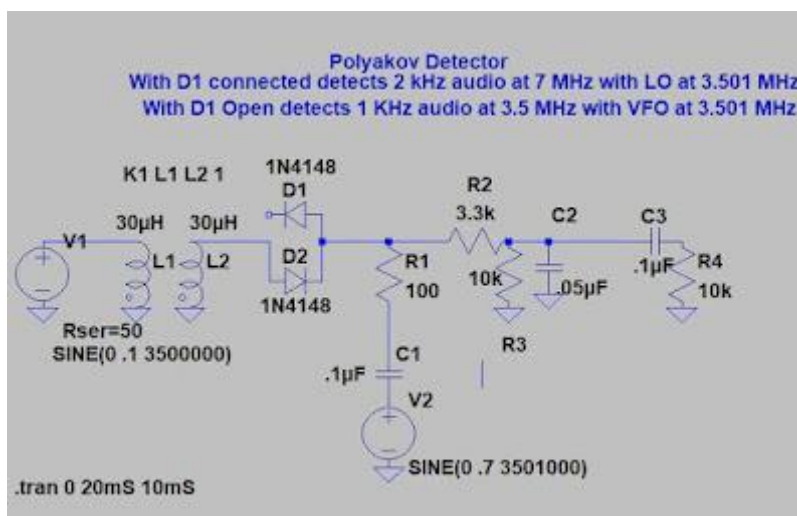 Polyakov Detector
With D1 connected detects 2 kHz audio at 7 MHz with LO at 3.501 MHz
With D1 Open detects 1 KHz audio at 3.5 MHz with VFO at 3.501 MHz
K1 L1 L2 1
1N4148
D1
R2
3.3k
C2
C3
30µH
30µH
V1
L1
L2
D2
1N4148
R1
100
10k
.05µF
.1µF
R4
10k
Rser=50
SINE(0 .1 3500000)
R3
C1
.1µF
V2
SINE(0 .7 3501000)
.tran 0 20mS 10mS